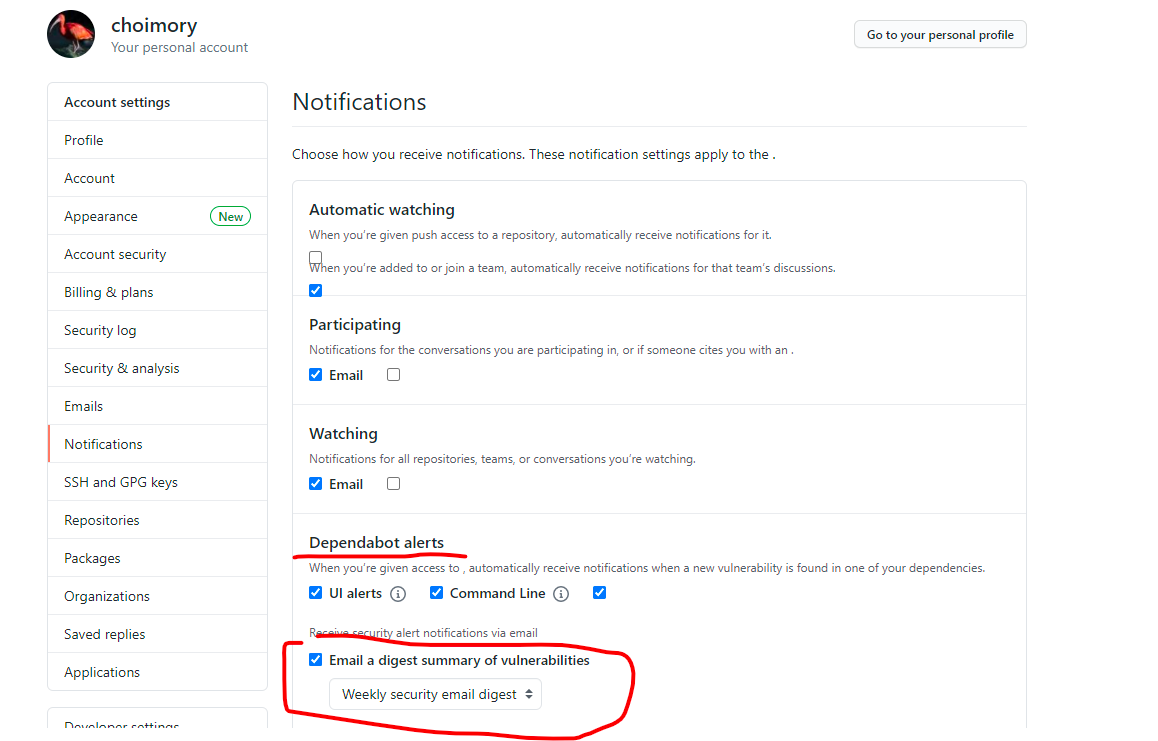 choimory
Your personal account
Go to your personal profile
Account settings
Profile
Account
Appearance New
Account security
Billing & plans
Security log
Security & analysis
Emails
Notifications
SSH and GPG keys
Repositories
Packages
Organizations
Saved replies
Applications
Developer settings
Notifications
Choose how you receive notifications. These notification settings apply to the .
Automatic watching
When you're given push access to a repository, automatically receive notifications for it.
When you're added to or join a team, automatically receive notifications for that team's discussions.
Participating
Notifications for the conversations you are participating in, or if someone cites you with an .
Email
Watching
Notifications for all repositories, teams, or conversations you're watching.
Email
Dependabot alerts
When you're given access to , automatically receive notifications when a new vulnerability is found in one of your dependencies.
UI alerts Command Line
Receive security alert notifications via email
Email a digest summary of vulnerabilities
Weekly security email digest